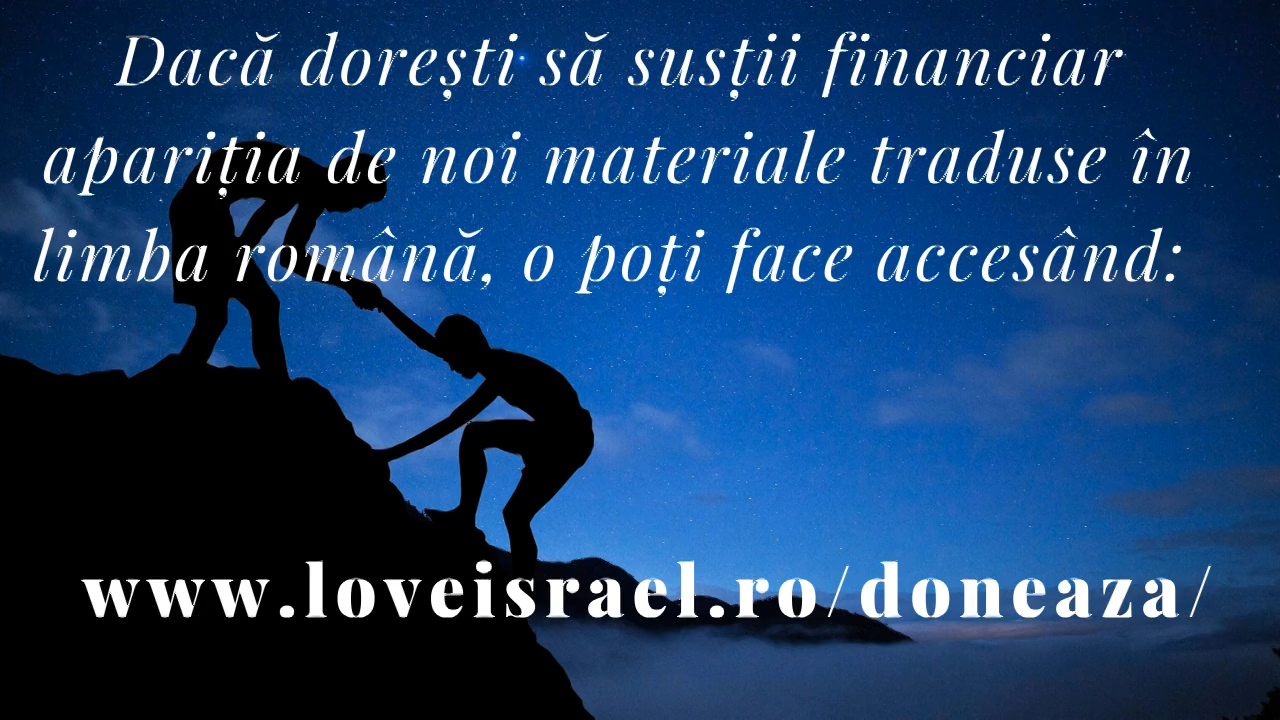 Dacă dorești să susții financiar
apariția de noi materiale traduse în
limba română, o poți face accesând:
www.loveisrael.ro/doneaza/